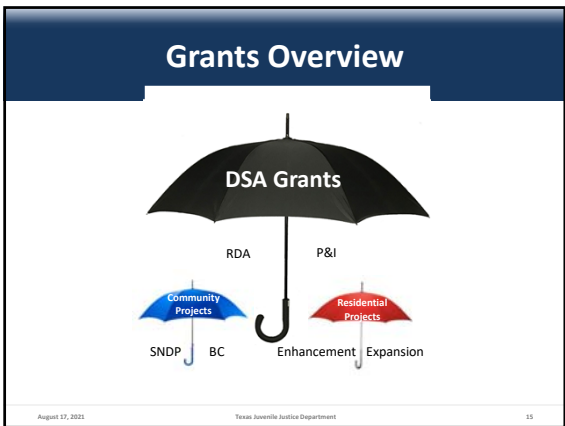 Grants Overview
DSA Grants
RDA P&I
Community
Projects
Residential
Projects
SNDP BC Enhancement Expansion
August 17, 2021 Texas Juvenile Justice Department 15